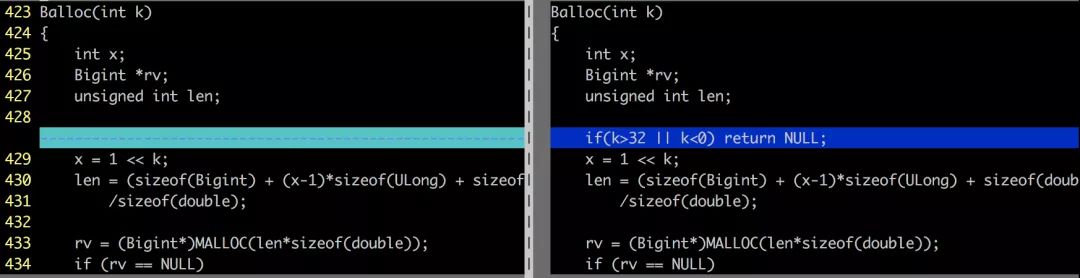 423 Balloc(int k)
424 {
425 int x;
426 Bigint *rv;
427 unsigned int len;
428
429 x = 1 << k;
430 len = (sizeof(Bigint) + (x-1)*sizeof(ULong) + sizeof
431 /sizeof(double);
432
433 rv = (Bigint*)MALLOC(len*sizeof(double));
434 if (rv == NULL)
Balloc(int k)
{
int x;
Bigint *rv;
unsigned int len;
if(k>32 || k<0) return NULL;
x = 1 << k;
len = (sizeof(Bigint) + (x-1)*sizeof(ULong) + sizeof(doub
/sizeof(double);
rv = (Bigint*)MALLOC(len*sizeof(double));
if (rv == NULL)